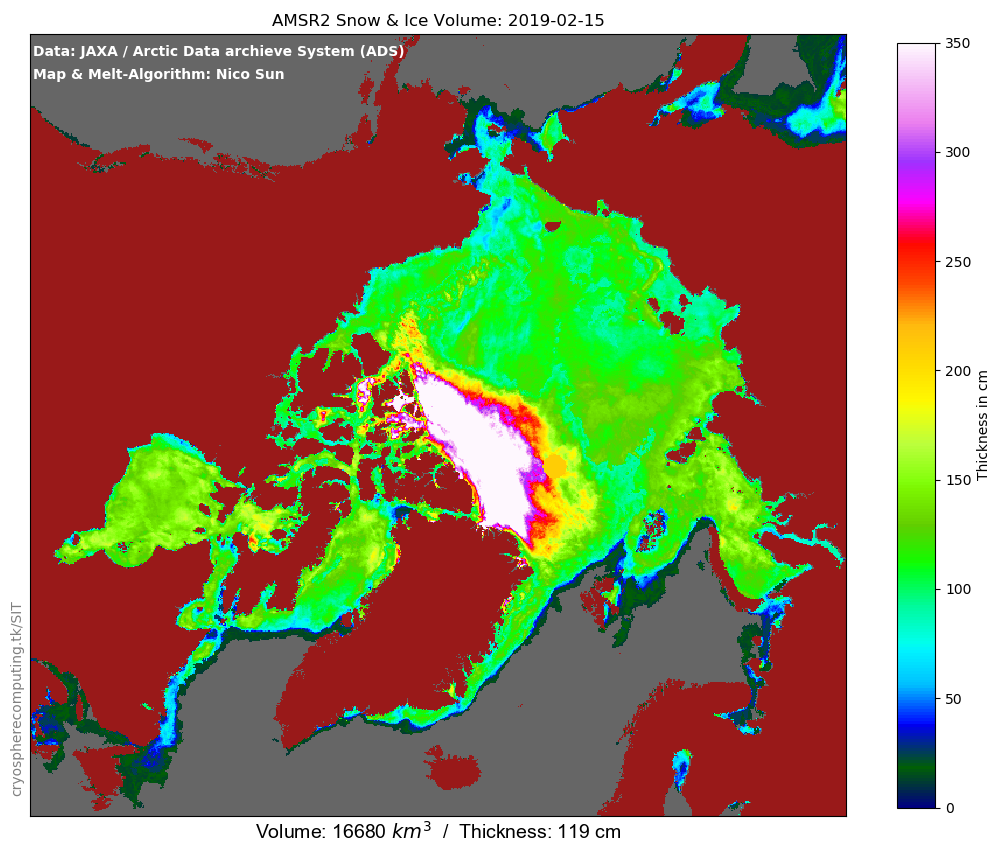 AMSR2 Snow & Ice Volume: 2019-02-15
Data: JAXA / Arctic Data archieve System (ADS)
Map & Melt-Algorithm: Nico Sun
350
300
250
200
150
100
50
0
Thickness in cm
cryospherecomputing.tk/SIT
Volume: 16680 km³ / Thickness: 119 cm